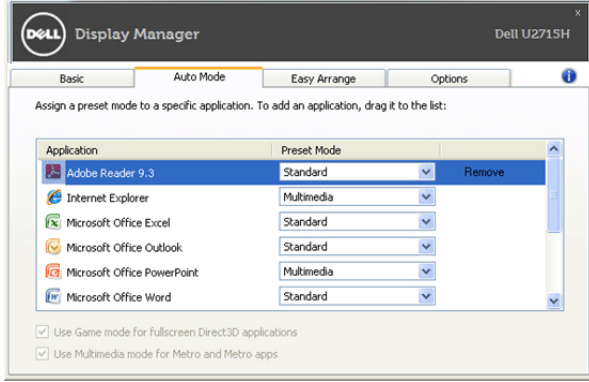 x
DELL Display Manager Dell U2715H
Basic Auto Mode Easy Arrange Options i
Assign a preset mode to a specific application. To add an application, drag it to the list:
Application Preset Mode
Adobe Reader 9.3 Standard Remove
Internet Explorer Multimedia
Microsoft Office Excel Standard
Microsoft Office Outlook Standard
Microsoft Office PowerPoint Multimedia
Microsoft Office Word Standard
Use Game mode for fullscreen Direct3D applications
Use Multimedia mode for Metro and Metro apps